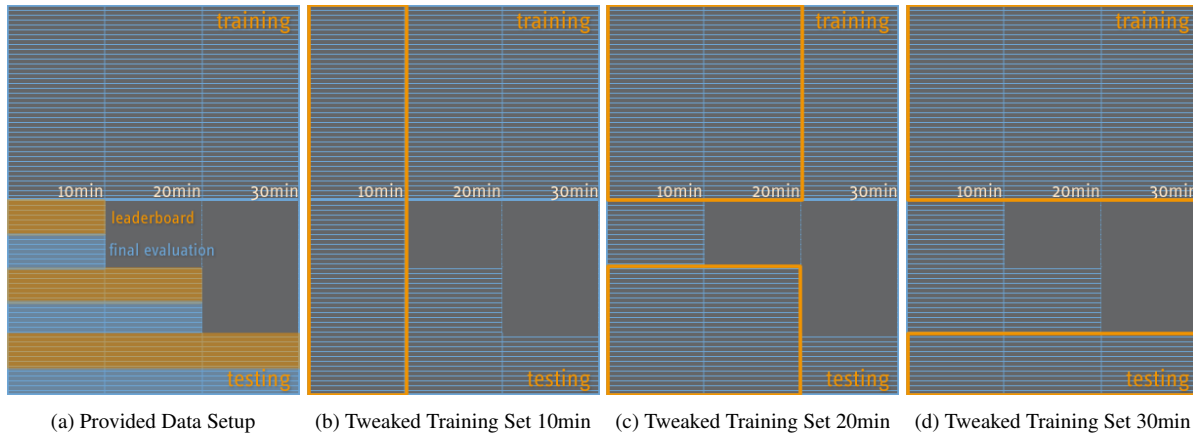 training
training
training
training
10min 20min 30min
10min 20min 30min
10min 20min 30min
10min 20min 30min
leaderboard
final evaluation
testing
testing
testing
testing
(a) Provided Data Setup
(b) Tweaked Training Set 10min
(c) Tweaked Training Set 20min
(d) Tweaked Training Set 30min